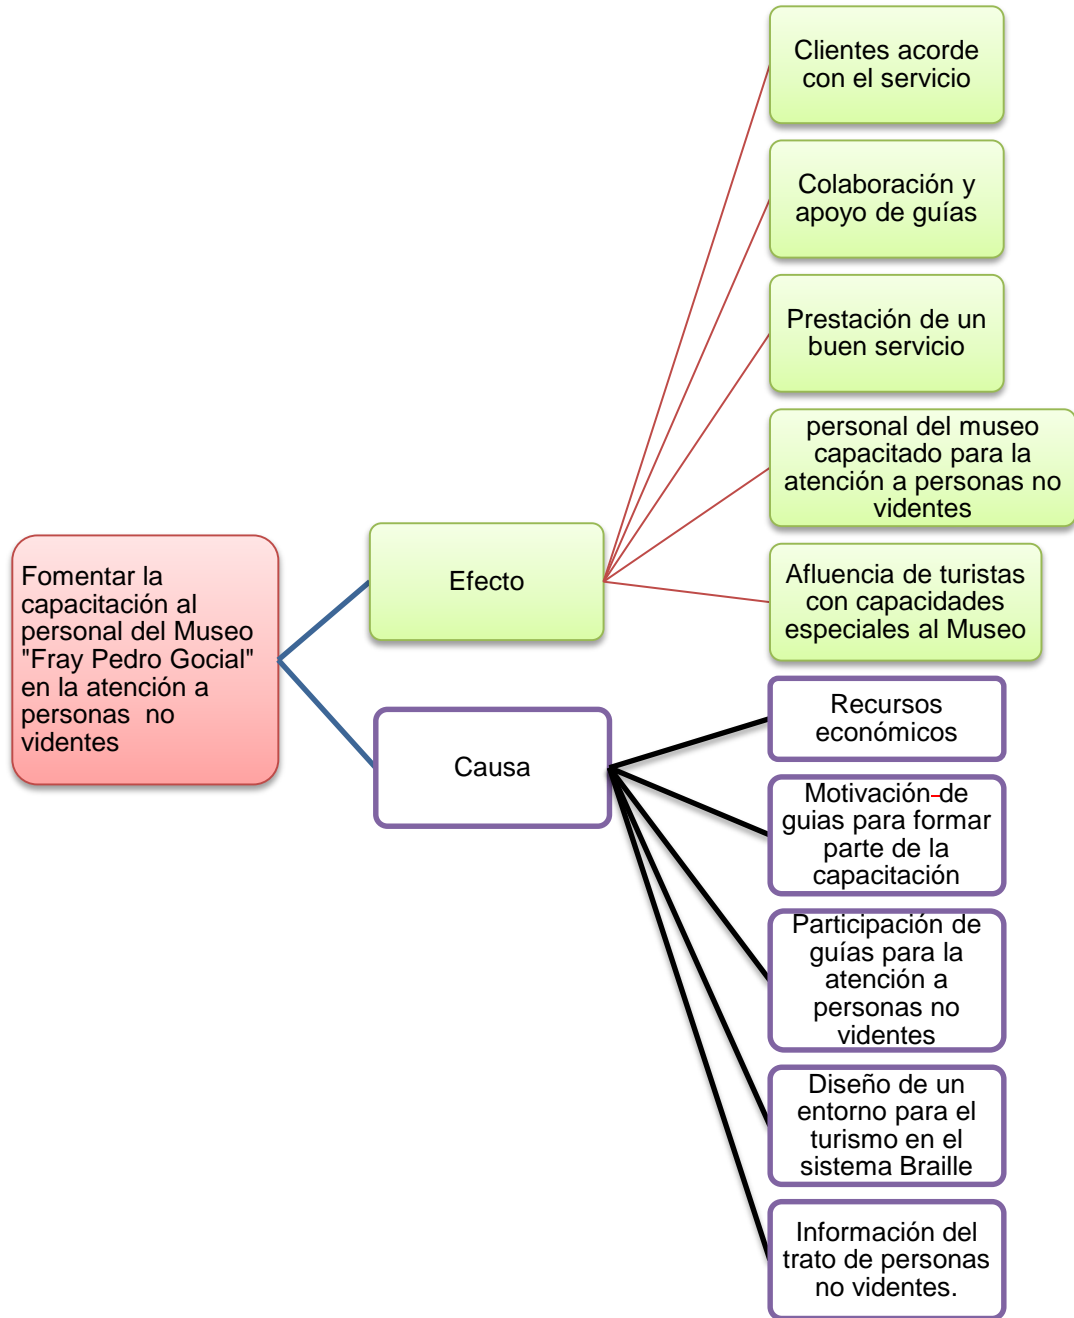 Fomentar la
capacitación al
personal del Museo
"Fray Pedro Gocial"
en la atención a
personas no
videntes
Efecto
Clientes acorde
con el servicio
Colaboración y
apoyo de guías
Prestación de un
buen servicio
personal del museo
capacitado para la
atención a personas no
videntes
Afluencia de turistas
con capacidades
especiales al Museo
Causa
Recursos
económicos
Motivación de
guias para formar
parte de la
capacitación
Participación de
guías para la
atención a
personas no
videntes
Diseño de un
entorno para el
turismo en el
sistema Braille
Información del
trato de personas
no videntes.